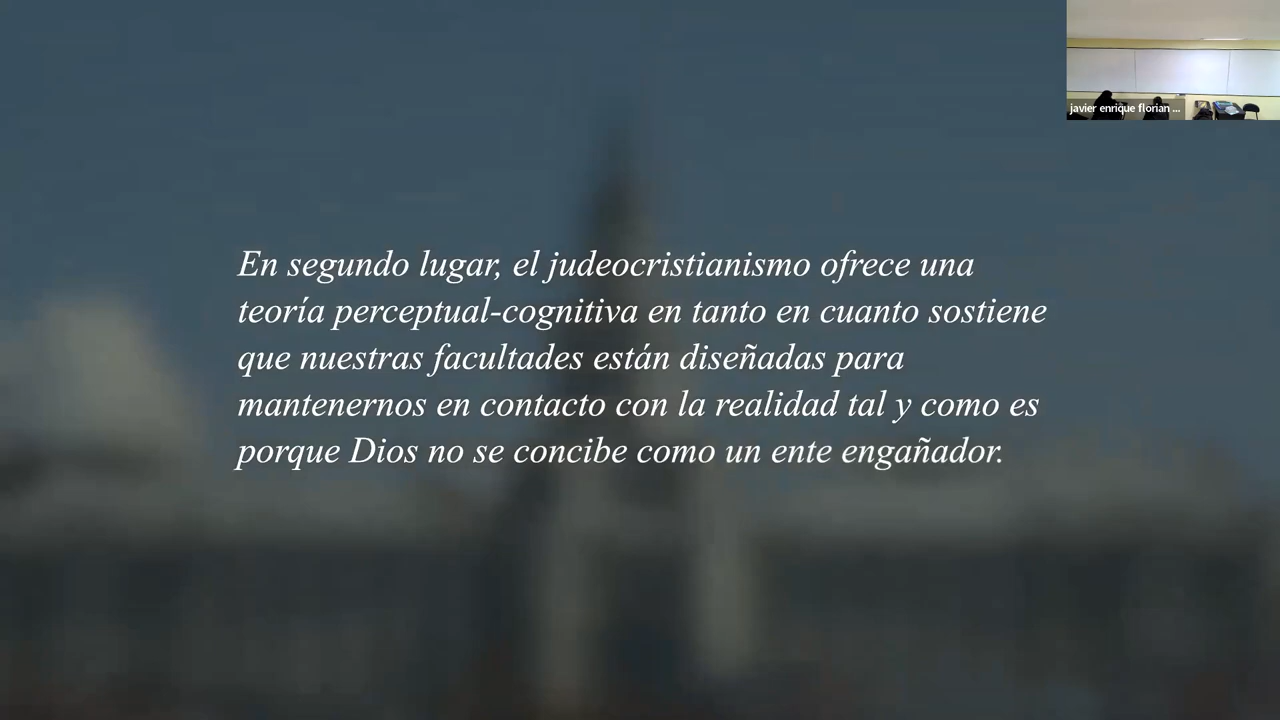 javier enrique florian ...
En segundo lugar, el judeocristianismo ofrece una
teoría perceptual-cognitiva en tanto en cuanto sostiene
que nuestras facultades están diseñadas para
mantenernos en contacto con la realidad tal y como es
porque Dios no se concibe como un ente engañador.